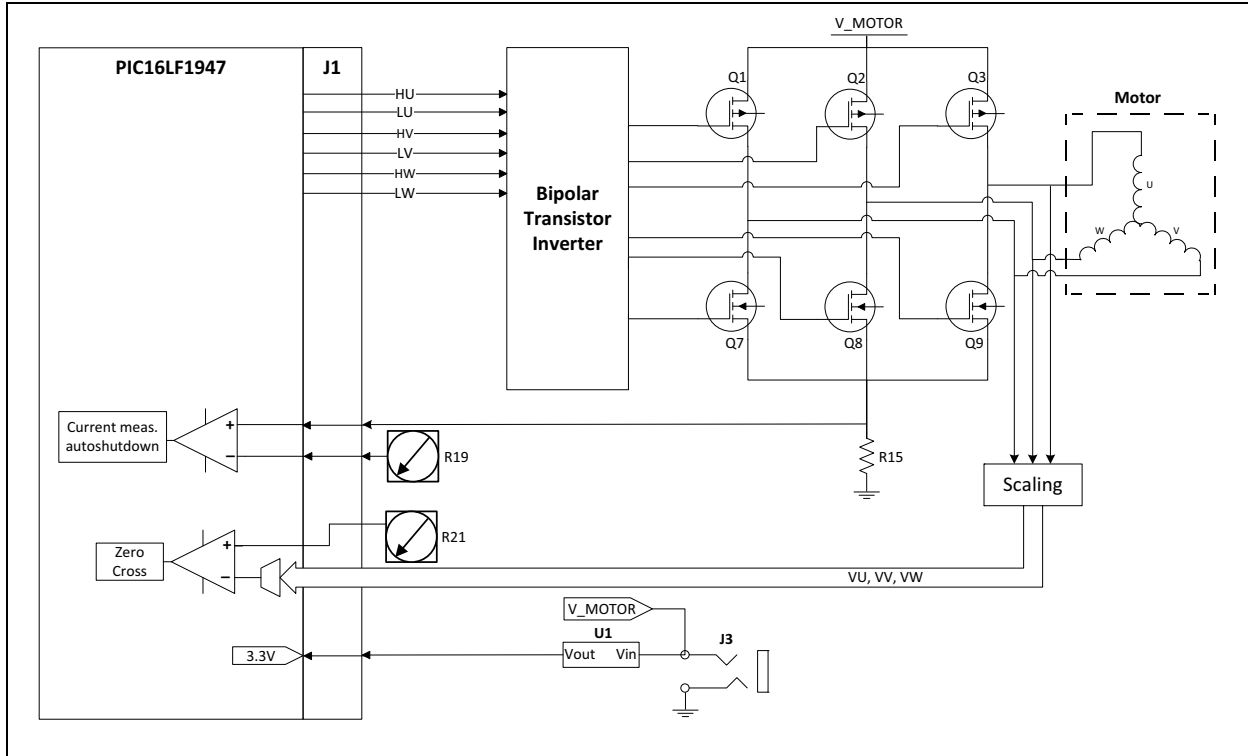 V_MOTOR
PIC16LF1947
J1
Q1
Q2
Q3
Motor
HU
LU
HV
LV
HW
LW
Bipolar
Transistor
Inverter
U
W
V
Q7
Q8
Q9
Current meas.
autoshutdown
+
−
R19
R15
Scaling
R21
Zero
Cross
+
−
VU, VV, VW
V_MOTOR
U1
J3
3.3V
Vout
Vin